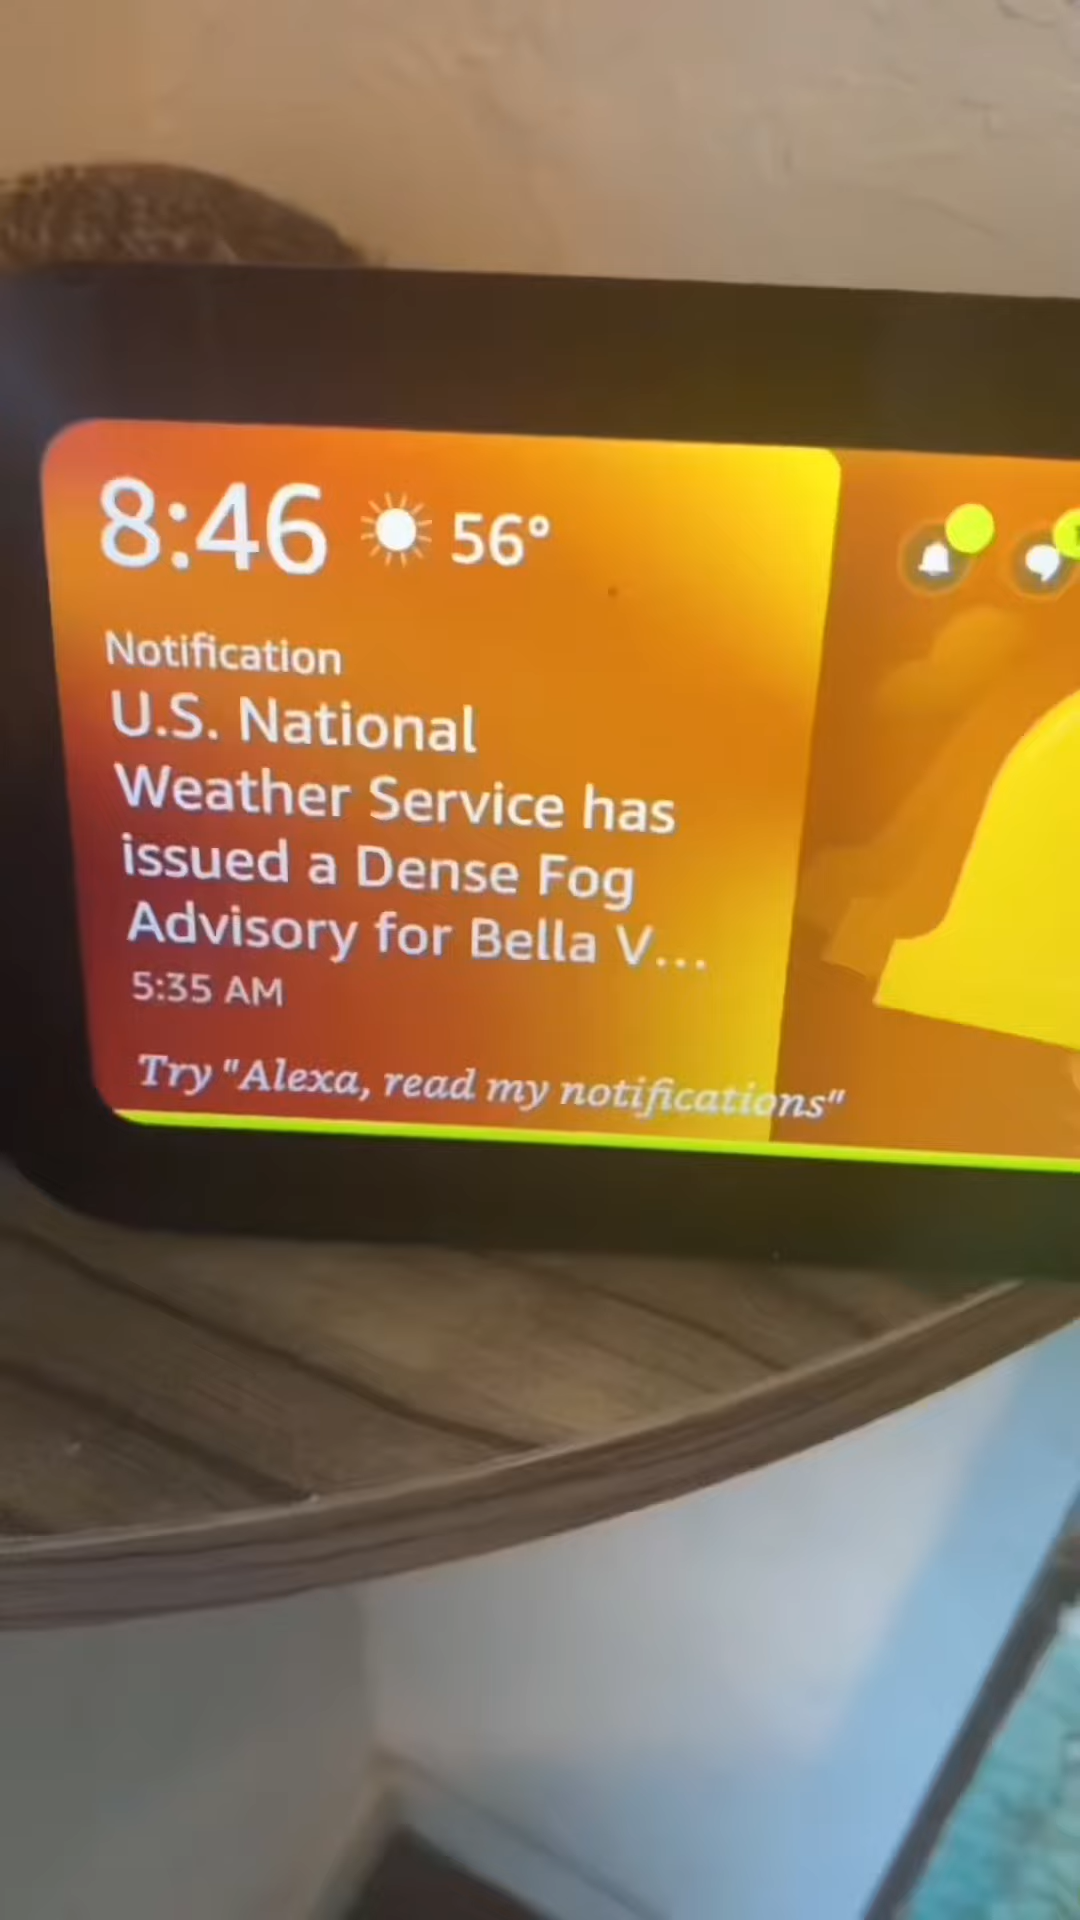 8:46 56°
Notification
U.S. National
Weather Service has
issued a Dense Fog
Advisory for Bella V...
5:35 AM
Try "Alexa, read my notifications"